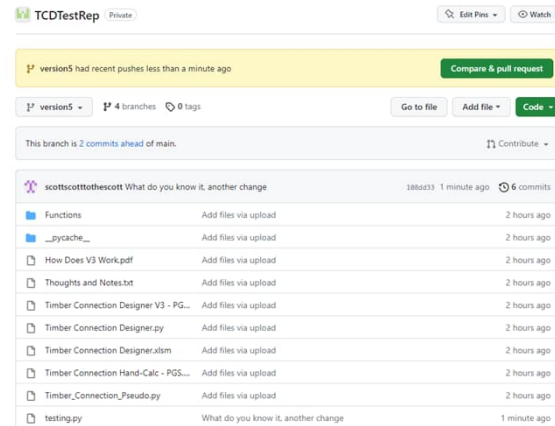 TCDTestRep Private Edit Pins Watch
version5 had recent pushes less than a minute ago Compare & pull request
version5 4 branches 0 tags Go to file Add file Code
This branch is 2 commits ahead of main. Contribute
scottscotttothescott What do you know it, another change 188dd33 1 minute ago 6 commits
Functions Add files via upload 2 hours ago
__pycache__ Add files via upload 2 hours ago
How Does V3 Work.pdf Add files via upload 2 hours ago
Thoughts and Notes.txt Add files via upload 2 hours ago
Timber Connection Designer V3 - PG... Add files via upload 2 hours ago
Timber Connection Designer.py Add files via upload 2 hours ago
Timber Connection Designer.xlsm Add files via upload 2 hours ago
Timber Connection Hand-Calc - PGS.... Add files via upload 2 hours ago
Timber_Connection_Pseudo.py Add files via upload 2 hours ago
testing.py What do you know it, another change 1 minute ago